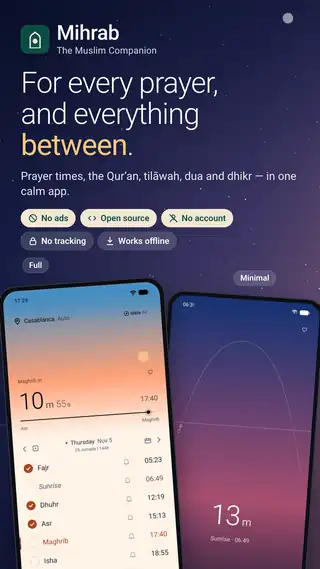 Mihrab
The Muslim Companion
For every prayer,
and everything
between.
Prayer times, the Qur'an, tilāwah, dua and dhikr — in one
calm app.
No ads
Open source
No account
No tracking
Works offline
Full
Minimal
17:29
Casablanca Auto
Maghrib in
10 m 55s
17:40
Asr
Maghrib
Thursday Nov 5
Fajr
05:23
Sunrise
06:49
Dhuhr
12:19
Asr
15:13
Maghrib
17:40
Isha
18:55
13m
Sunrise · 06:49